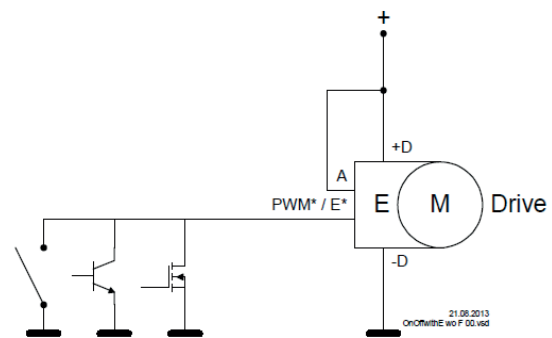 +
+D
A
PWM* / E*
E
M
Drive
-D
21.08.2013
OnOffwithE wo F 00.vsd